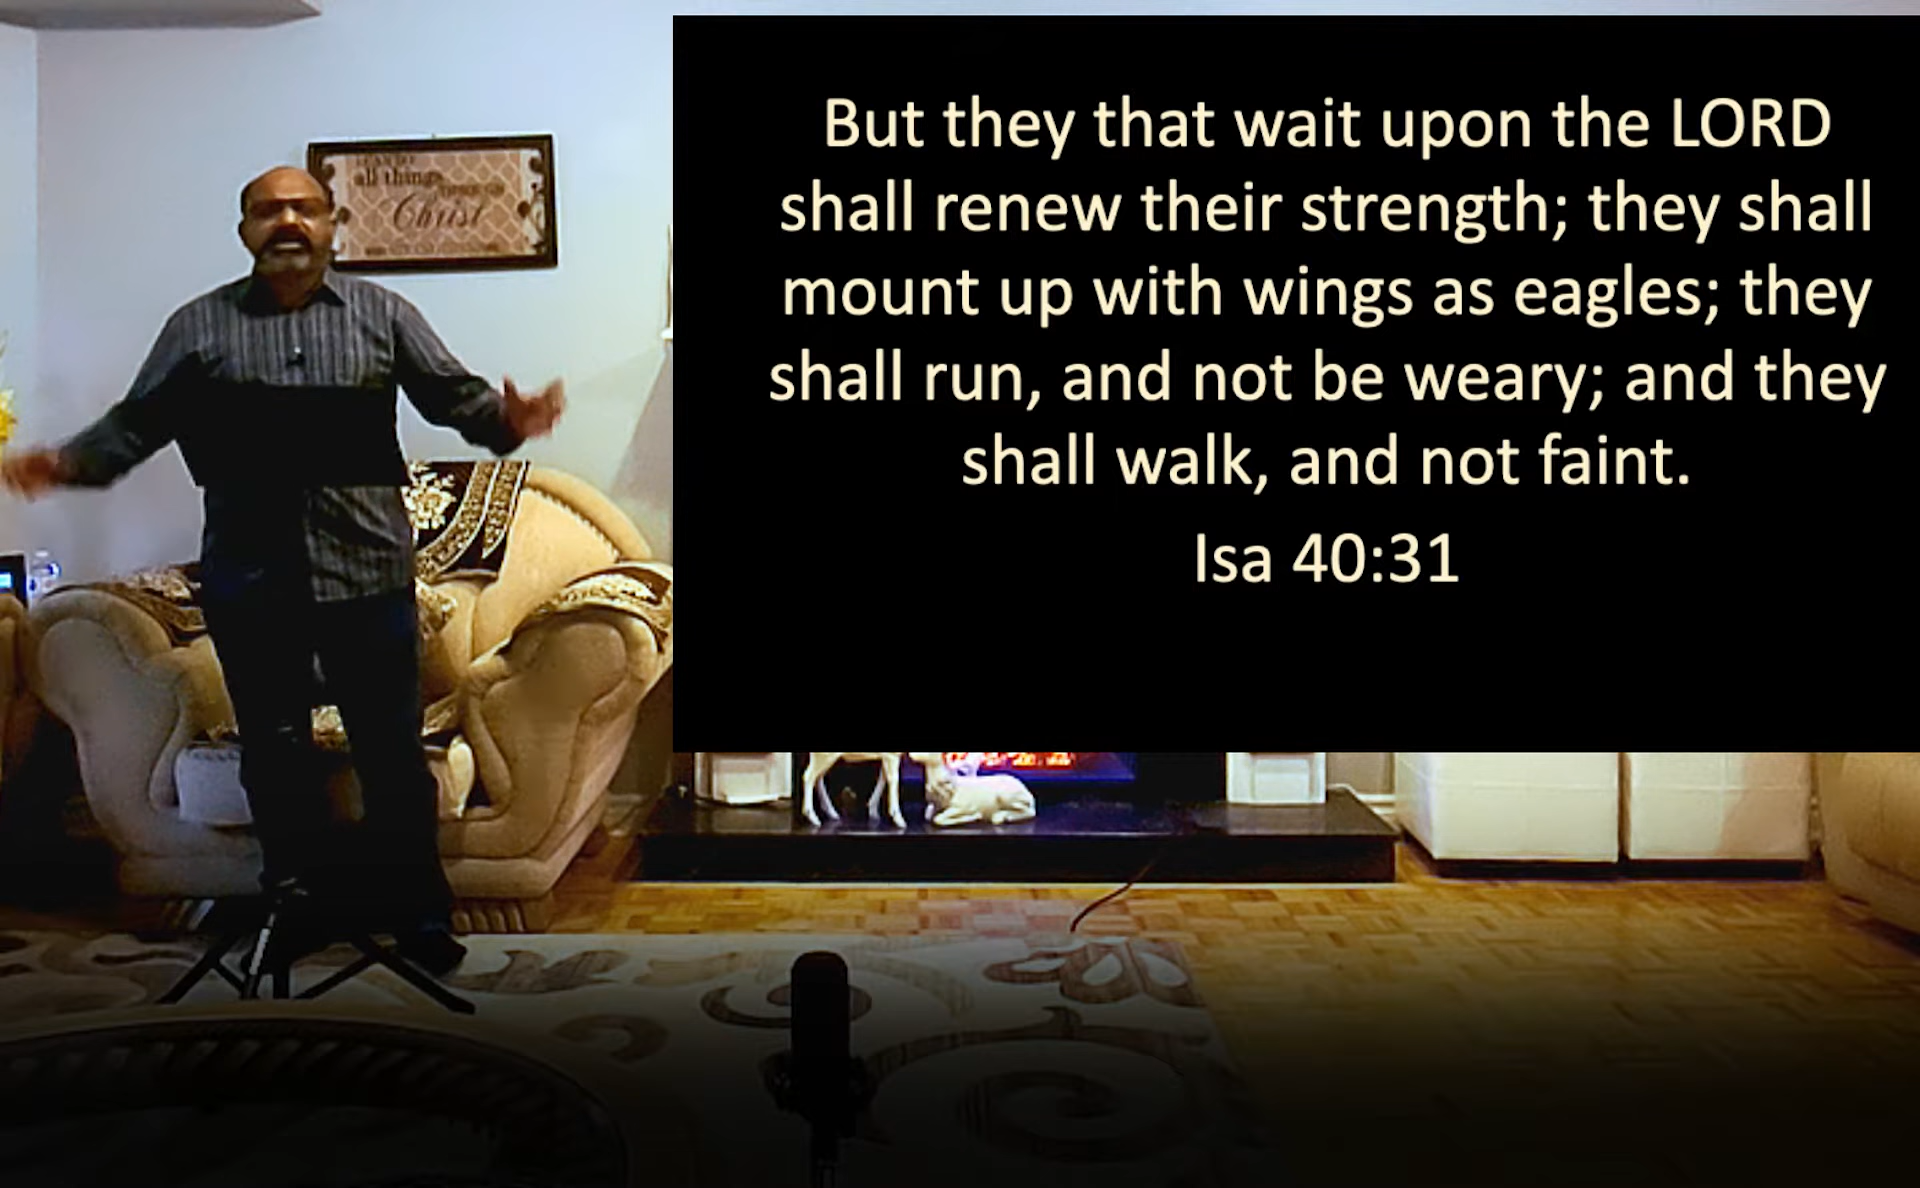 all things
Christ
But they that wait upon the LORD
shall renew their strength; they shall
mount up with wings as eagles; they
shall run, and not be weary; and they
shall walk, and not faint.
Isa 40:31